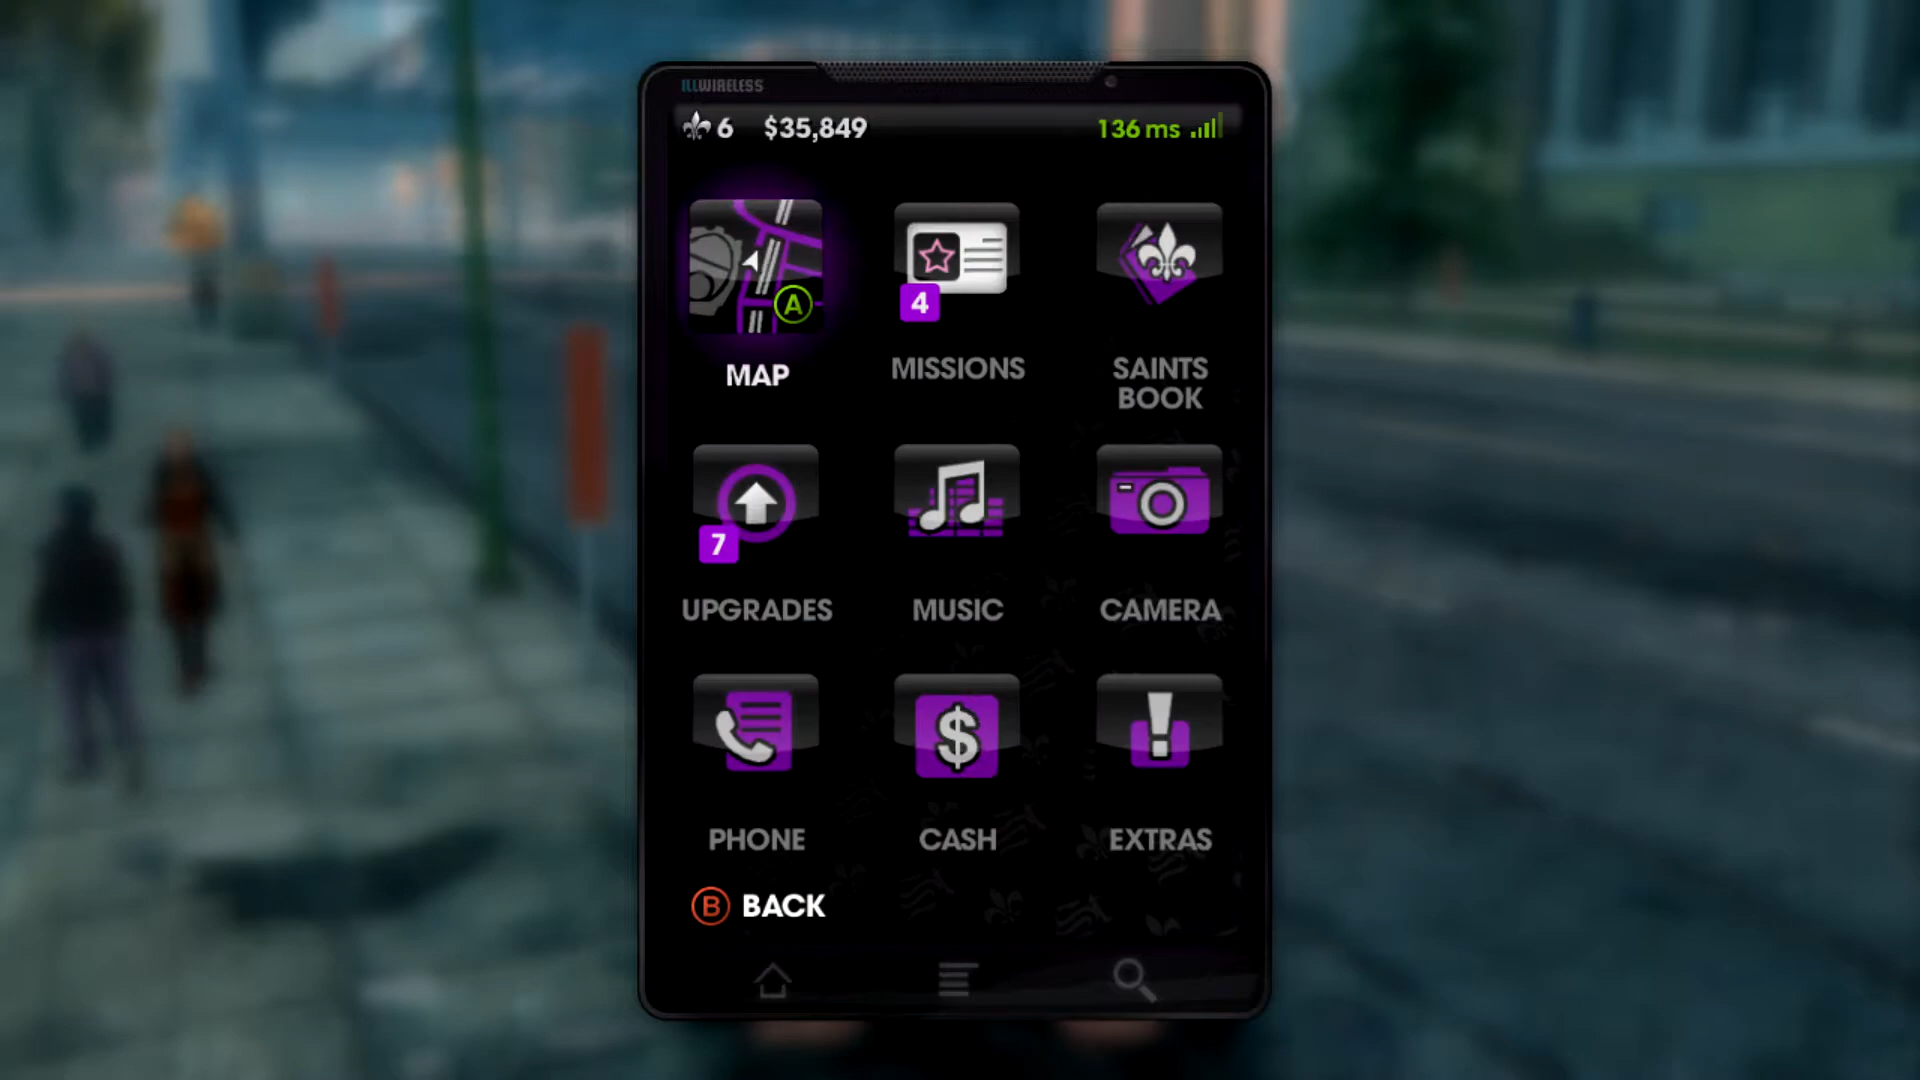 ILLWIRELESS
6 $35,849 136 ms
A
4
MAP MISSIONS SAINTS BOOK
7
UPGRADES MUSIC CAMERA
$ !
PHONE CASH EXTRAS
B BACK